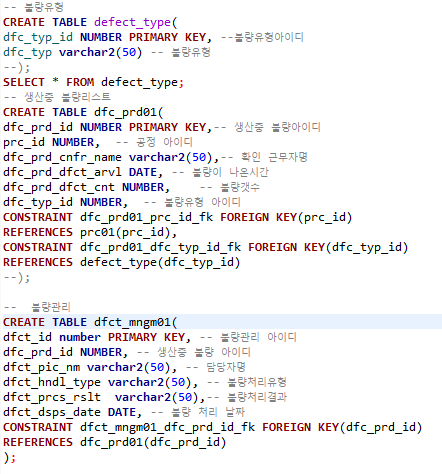 -- 불량유형
CREATE TABLE defect_type(
dfc_typ_id NUMBER PRIMARY KEY, --불량유형아이디
dfc_typ varchar2(50) -- 불량유형
--);
SELECT * FROM defect_type;
-- 생산중 불량리스트
CREATE TABLE dfc_prd01(
dfc_prd_id NUMBER PRIMARY KEY,-- 생산중 불량아이디
prc_id NUMBER,  -- 공정 아이디
dfc_prd_cnfr_name varchar2(50),-- 확인 근무자명
dfc_prd_dfct_arvl DATE, -- 불량이 나온시간
dfc_prd_dfct_cnt NUMBER,    -- 불량갯수
dfc_typ_id NUMBER,  -- 불량유형 아이디
CONSTRAINT dfc_prd01_prc_id_fk FOREIGN KEY(prc_id)
REFERENCES prc01(prc_id),
CONSTRAINT dfc_prd01_dfc_typ_id_fk FOREIGN KEY(dfc_typ_id)
REFERENCES defect_type(dfc_typ_id)
--);
--  불량관리
CREATE TABLE dfct_mngm01(
dfct_id number PRIMARY KEY, -- 불량관리 아이디
dfc_prd_id NUMBER, -- 생산중 불량 아이디
dfct_pic_nm varchar2(50), -- 담당자명
dfct_hndl_type varchar2(50), -- 불량처리유형
dfct_prcs_rslt  varchar2(50),-- 불량처리결과
dfct_dsps_date DATE, -- 불량 처리 날짜
CONSTRAINT dfct_mngm01_dfc_prd_id_fk FOREIGN KEY(dfc_prd_id)
REFERENCES dfc_prd01(dfc_prd_id)
);